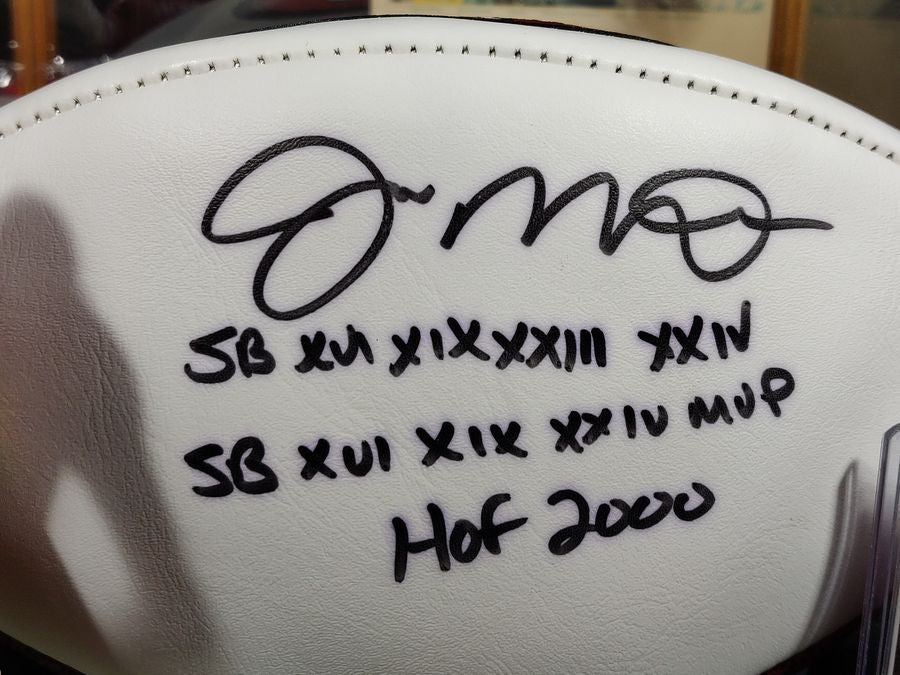 SB XVI XIX XXIII XXIV
SB XVI XIX XXIV MVP
HOF 2000